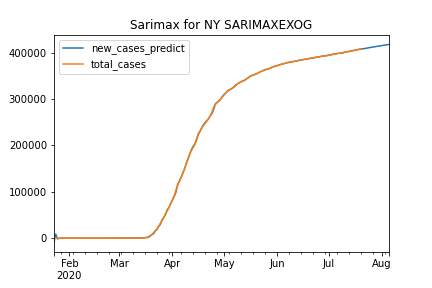 Sarimax for NY SARIMAXEXOG
new_cases_predict
total_cases
400000
300000
200000
100000
0
Feb Mar Apr May Jun Jul Aug
2020